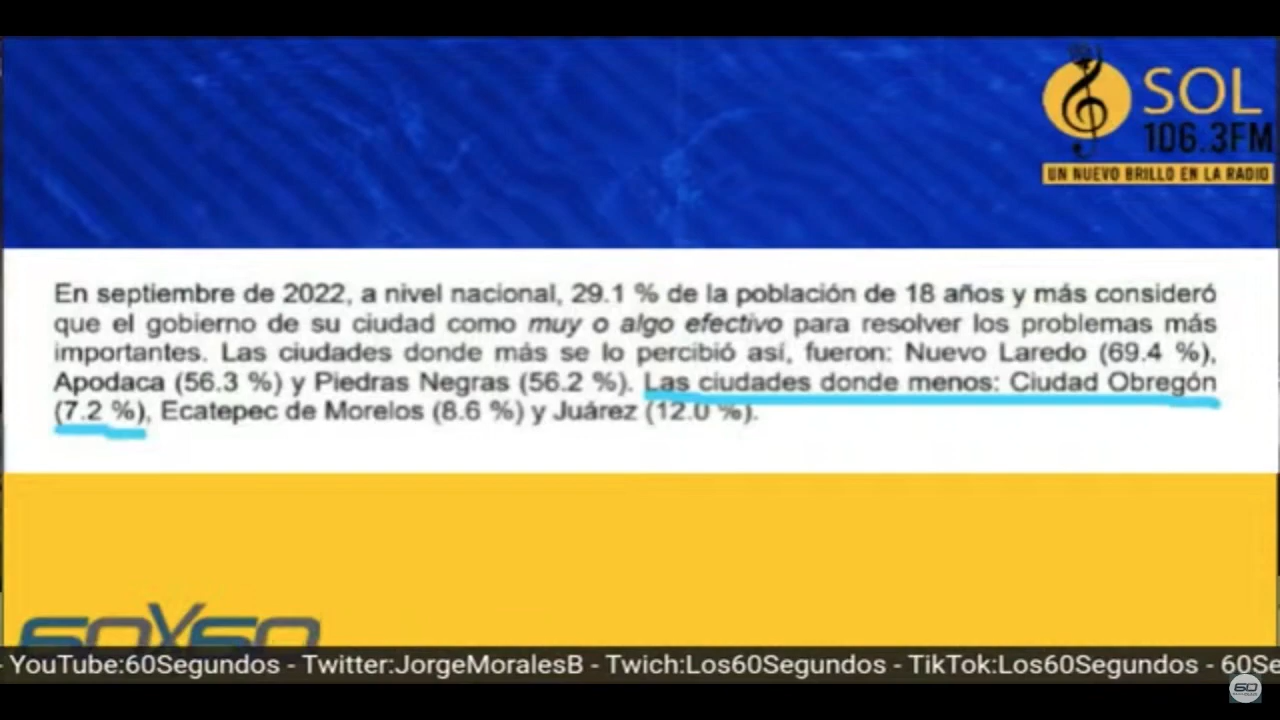 SOL
106.3FM
UN NUEVO BRILLO EN LA RADIO
En septiembre de 2022, a nivel nacional, 29.1 % de la población de 18 años y más consideró
que el gobierno de su ciudad como muy o algo efectivo para resolver los problemas más
importantes. Las ciudades donde más se lo percibió así, fueron: Nuevo Laredo (69.4 %),
Apodaca (56.3 %) y Piedras Negras (56.2 %). Las ciudades donde menos: Ciudad Obregón
(7.2 %), Ecatepec de Morelos (8.6 %) y Juárez (12.0 %).
60Y60
- YouTube:60Segundos - Twitter:JorgeMoralesB - Twich:Los60Segundos - TikTok:Los60Segundos - 60Se
60